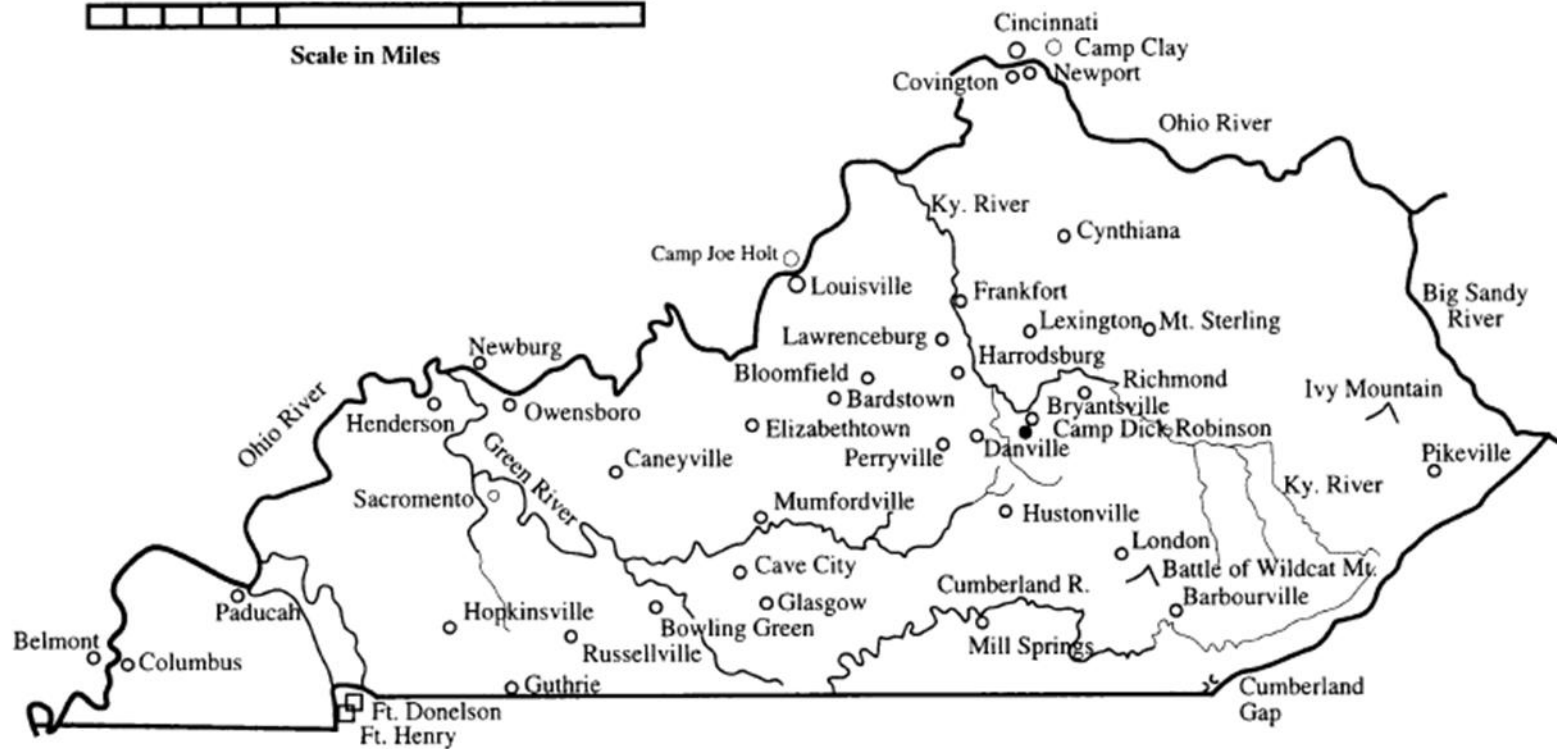 Scale in Miles
Cincinnati
Camp Clay
Covington
Newport
Ohio River
Ky. River
Cynthiana
Camp Joe Holt
Louisville
Frankfort
Big Sandy
River
Lexington
Mt. Sterling
Lawrenceburg
Newburg
Harrodsburg
Bloomfield
Richmond
Ivy Mountain
Bardstown
Bryantsville
Ohio River
Henderson
Owensboro
Elizabethtown
Camp Dick Robinson
Danville
Perryville
Pikeville
Caneyville
Green River
Ky. River
Sacromento
Mumfordville
Hustonville
London
Cave City
Battle of Wildcat Mt.
Cumberland R.
Barbourville
Paducah
Hopkinsville
Glasgow
Bowling Green
Belmont
Columbus
Russellville
Mill Springs
Guthrie
Cumberland
Gap
Ft. Donelson
Ft. Henry